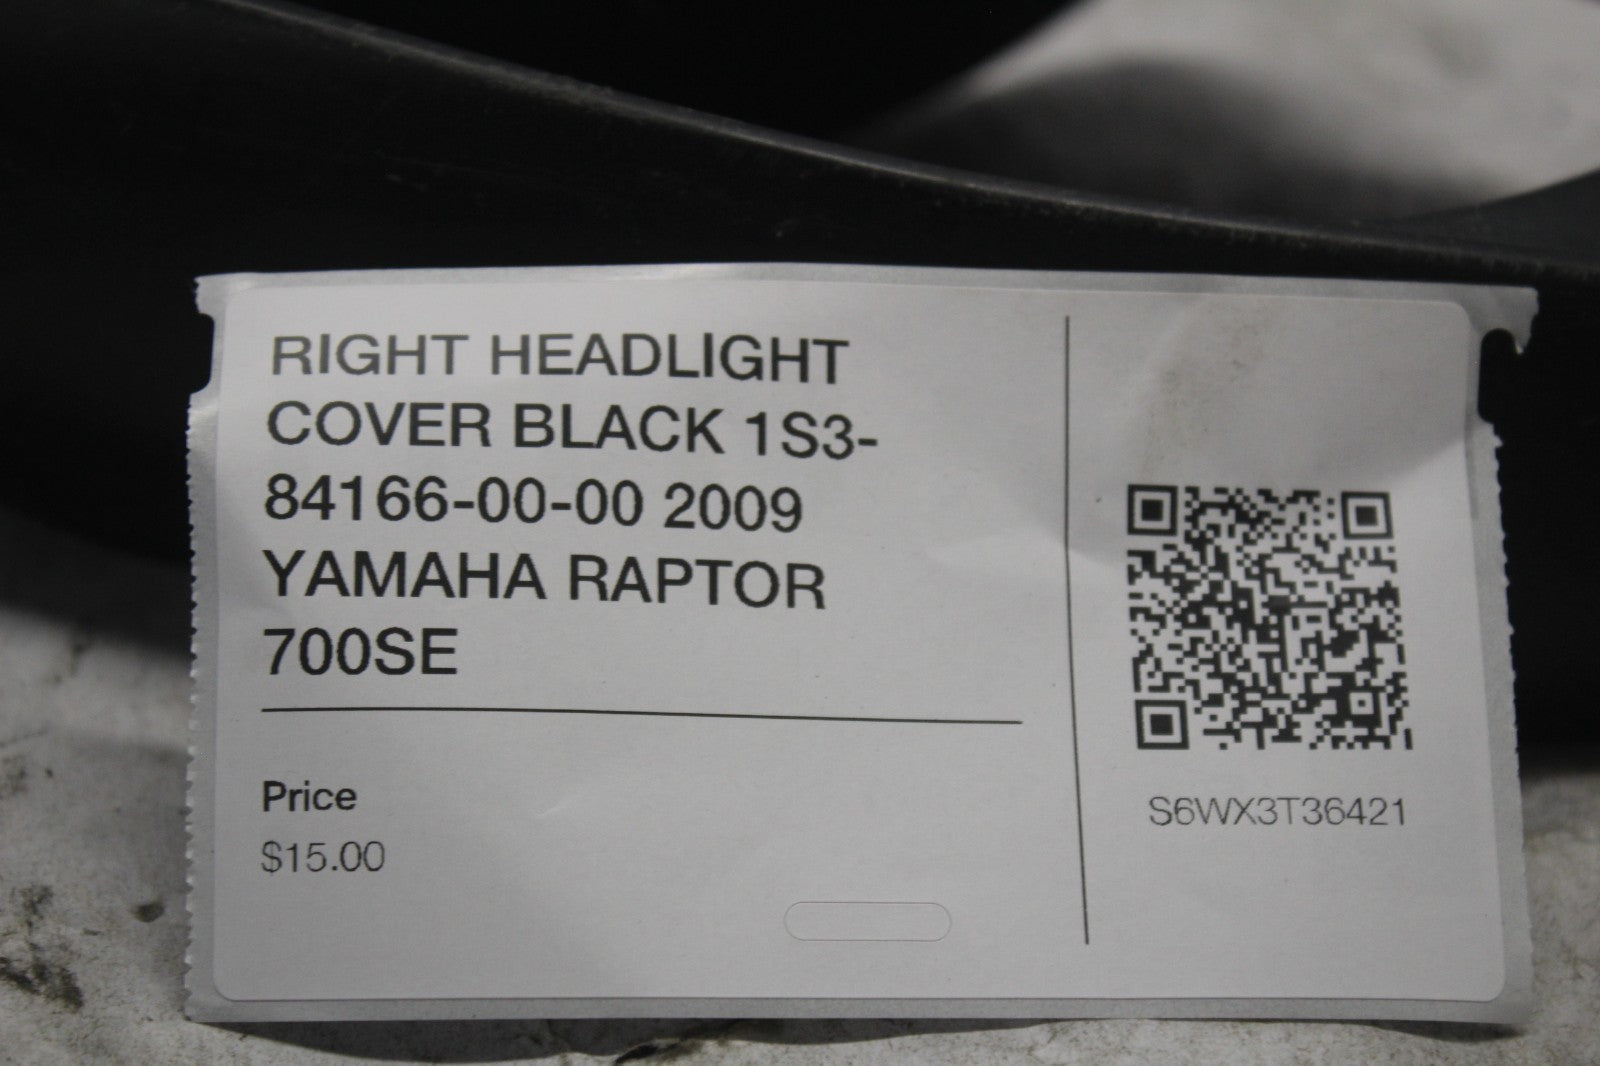 RIGHT HEADLIGHT
COVER BLACK 1S3-
84166-00-00 2009
YAMAHA RAPTOR
700SE
Price
$15.00
S6WX3T36421